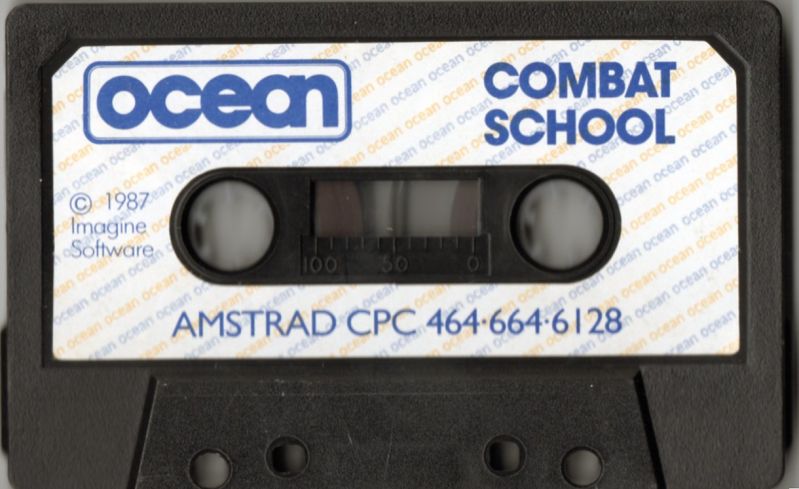 ocean
COMBAT
SCHOOL
© 1987
Imagine
Software
100 50 0
AMSTRAD CPC 464·664·6128